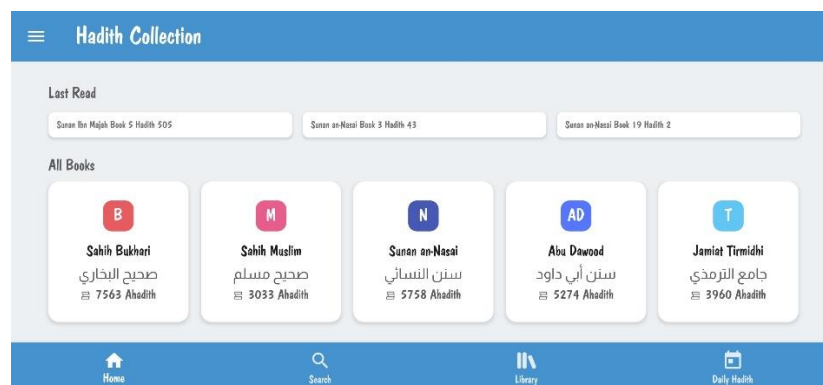 Hadith Collection
Last Read
Sunan Ibn Majah Book 5 Hadith 505
Sunan an-Nasai Book 3 Hadith 43
Sunan an-Nasai Book 19 Hadith 2
All Books
B
Sahih Bukhari
صحيح البخاري
7563 Ahadith
M
Sahih Muslim
صحيح مسلم
3033 Ahadith
N
Sunan an-Nasai
سنن النسائي
5758 Ahadith
AD
Abu Dawood
سنن أبي داود
5274 Ahadith
T
Jamiat Tirmidhi
جامع الترمذي
3960 Ahadith
Home
Search
Library
Daily Hadith